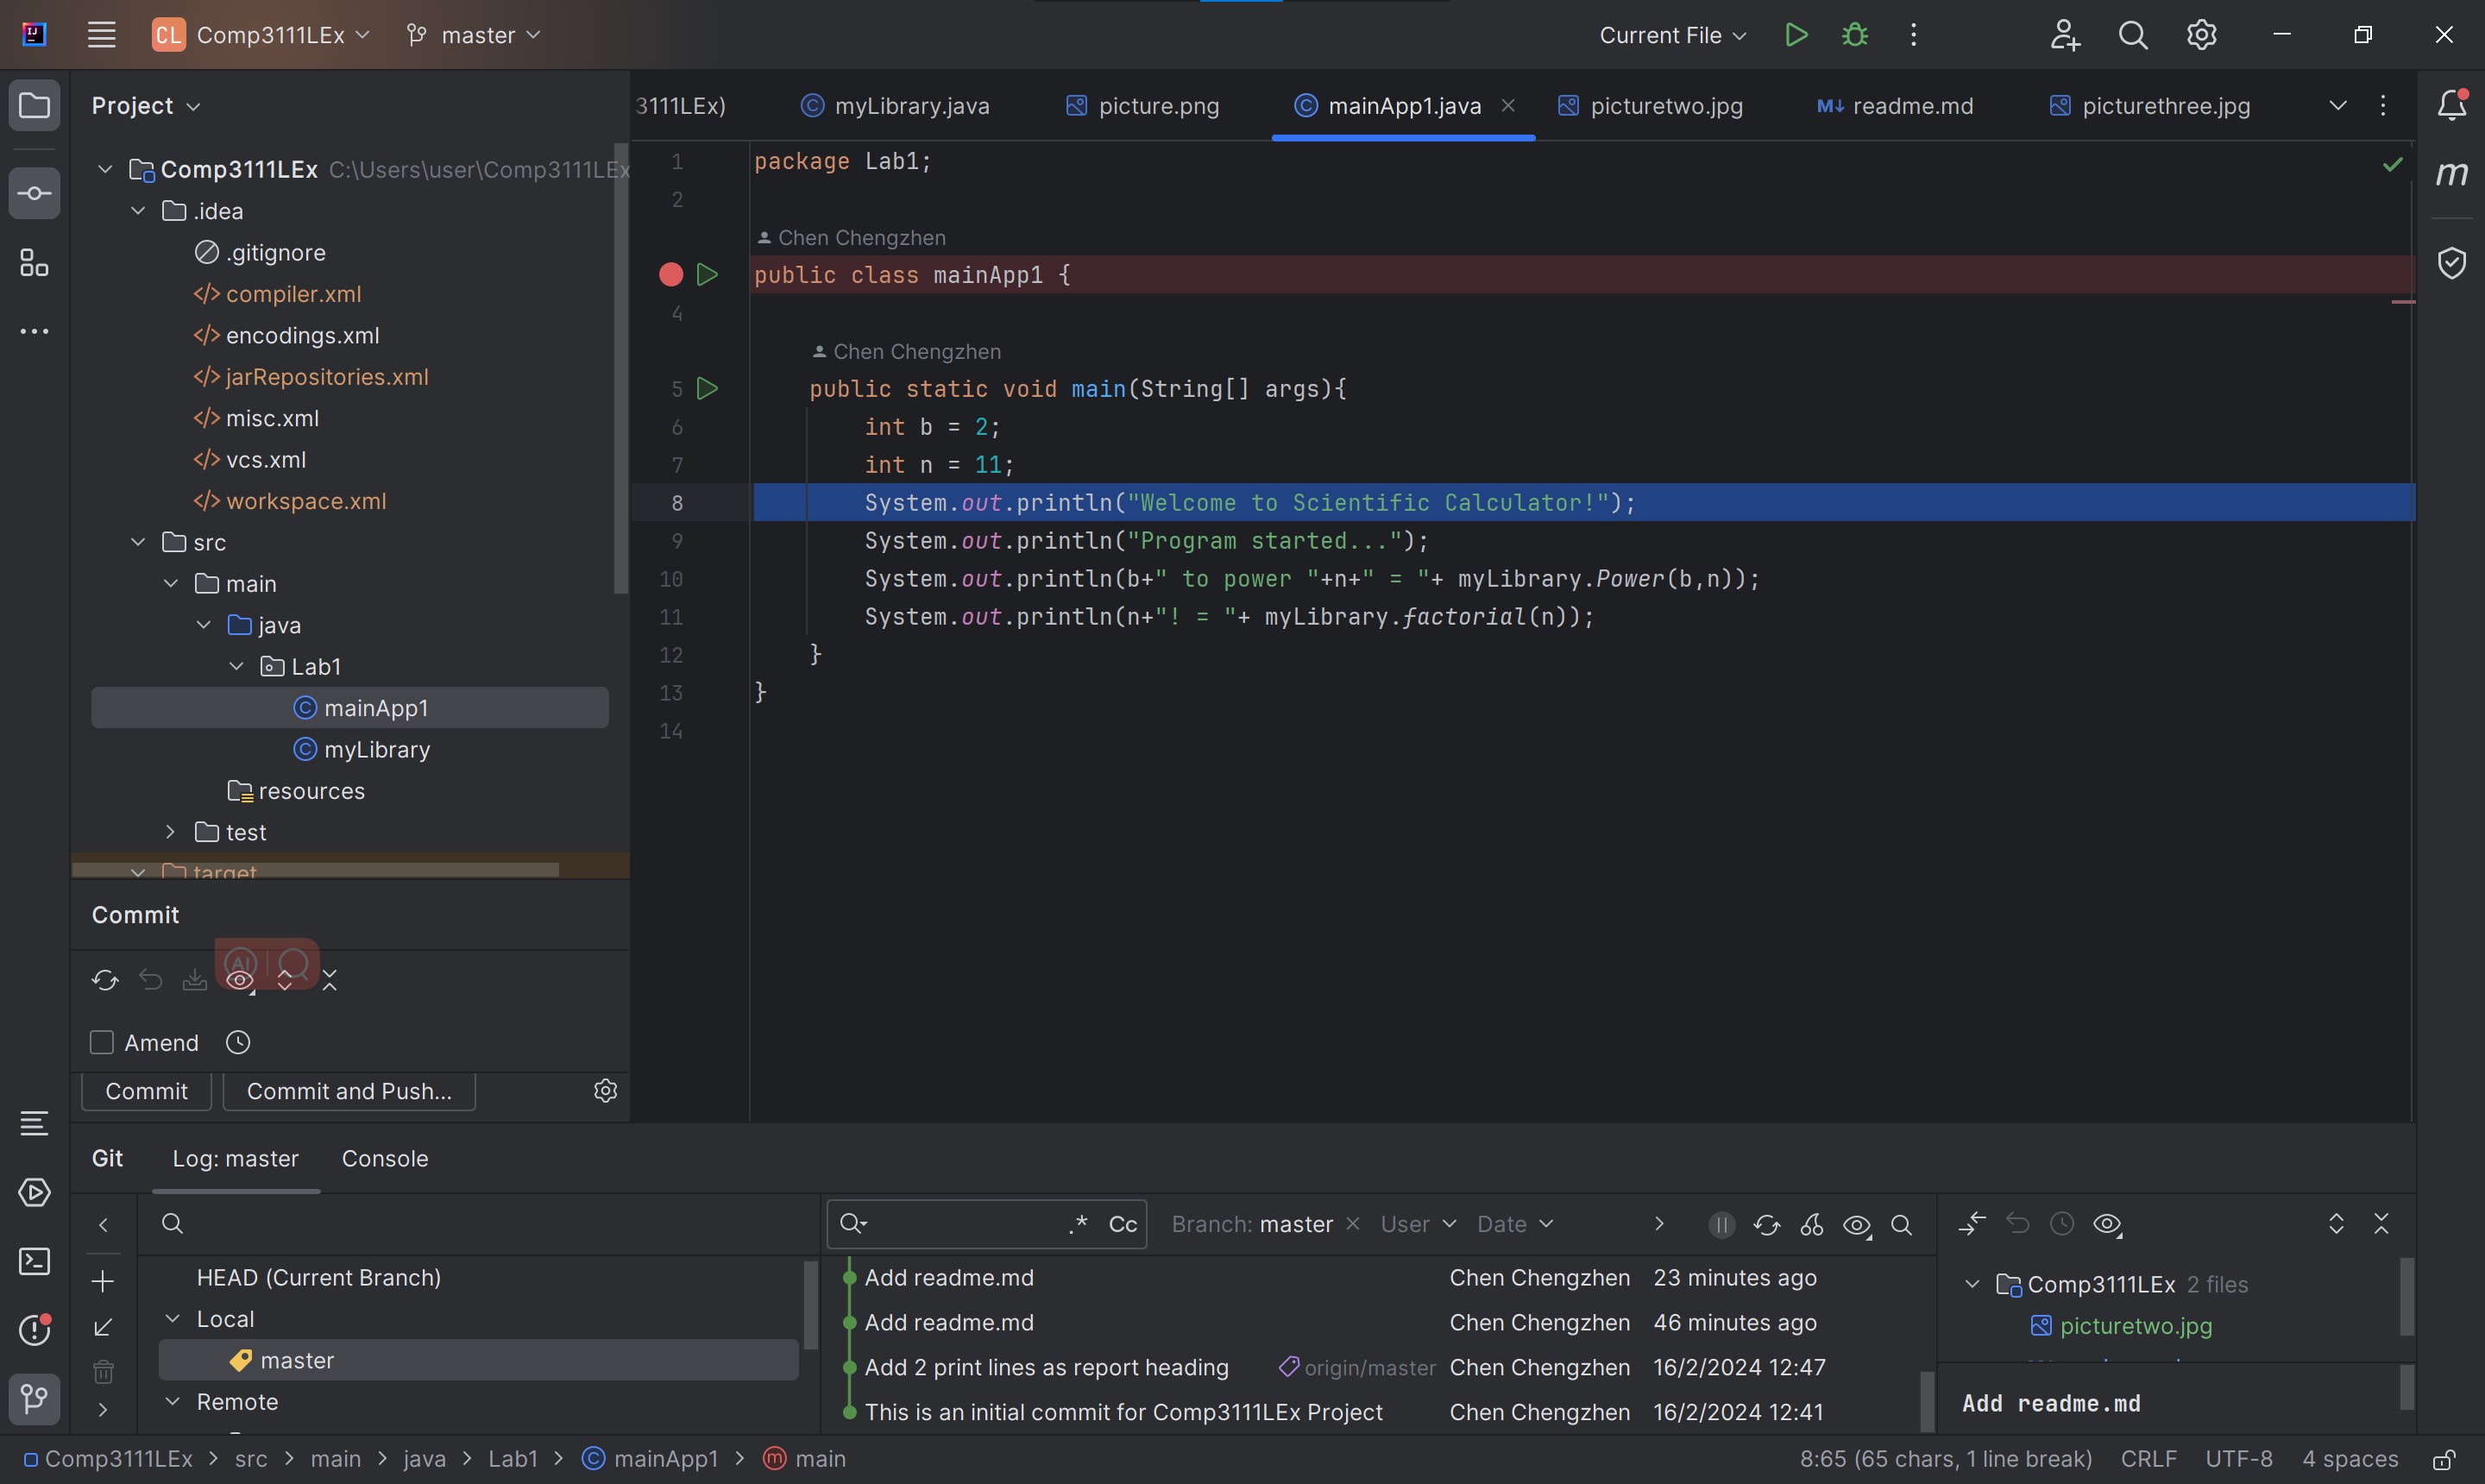 CL Comp3111LEx master Current File
Project
3111LEx) myLibrary.java picture.png mainApp1.java picturetwo.jpg M↓ readme.md picturethree.jpg
Comp3111LEx C:\Users\user\Comp3111LEx
.idea
.gitignore
</> compiler.xml
</> encodings.xml
</> jarRepositories.xml
</> misc.xml
</> vcs.xml
</> workspace.xml
src
main
java
Lab1
mainApp1
myLibrary
resources
test
target
1 package Lab1;
2
Chen Chengzhen
public class mainApp1 {
4
Chen Chengzhen
5 public static void main(String[] args){
6 int b = 2;
7 int n = 11;
8 System.out.println("Welcome to Scientific Calculator!");
9 System.out.println("Program started...");
10 System.out.println(b+" to power "+n+" = "+ myLibrary.Power(b,n));
11 System.out.println(n+"! = "+ myLibrary.factorial(n));
12 }
13 }
14
m
Commit
AI
Amend
Commit Commit and Push...
Git Log: master Console
.* Cc Branch: master User Date
HEAD (Current Branch)
Local
master
Remote
Add readme.md Chen Chengzhen 23 minutes ago
Add readme.md Chen Chengzhen 46 minutes ago
Add 2 print lines as report heading origin/master Chen Chengzhen 16/2/2024 12:47
This is an initial commit for Comp3111LEx Project Chen Chengzhen 16/2/2024 12:41
Comp3111LEx 2 files
picturetwo.jpg
Add readme.md
Comp3111LEx > src > main > java > Lab1 > mainApp1 > main 8:65 (65 chars, 1 line break) CRLF UTF-8 4 spaces